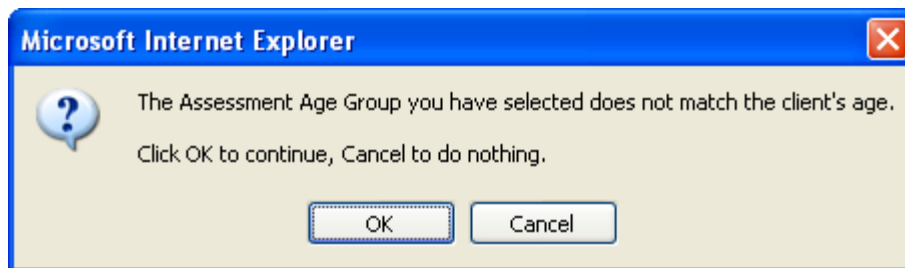 Microsoft Internet Explorer
The Assessment Age Group you have selected does not match the client's age.
Click OK to continue, Cancel to do nothing.
OK
Cancel